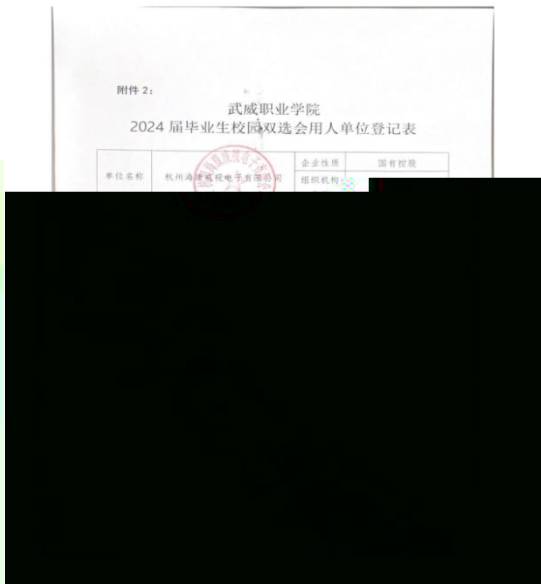 附件 2：
武威职业学院
2024 届毕业生校园双选会用人单位登记表
企业性质 国有控股
单位名称 杭州海康威视电子有限公司
组织机构